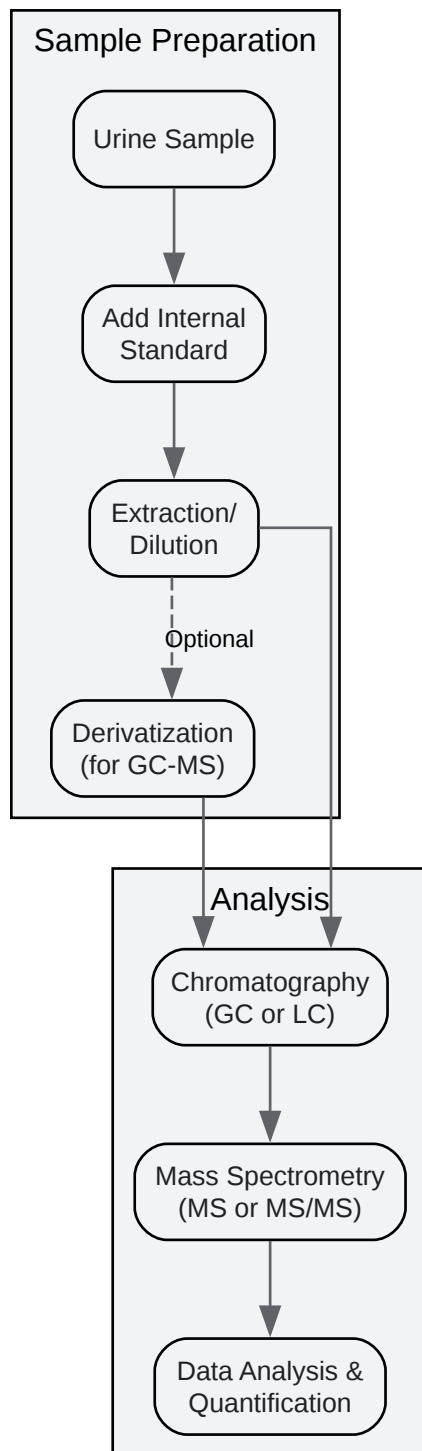 Sample Preparation
Urine Sample
Add Internal
Standard
Extraction/
Dilution
Optional
Derivatization
(for GC-MS)
Analysis
Chromatography
(GC or LC)
Mass Spectrometry
(MS or MS/MS)
Data Analysis &
Quantification